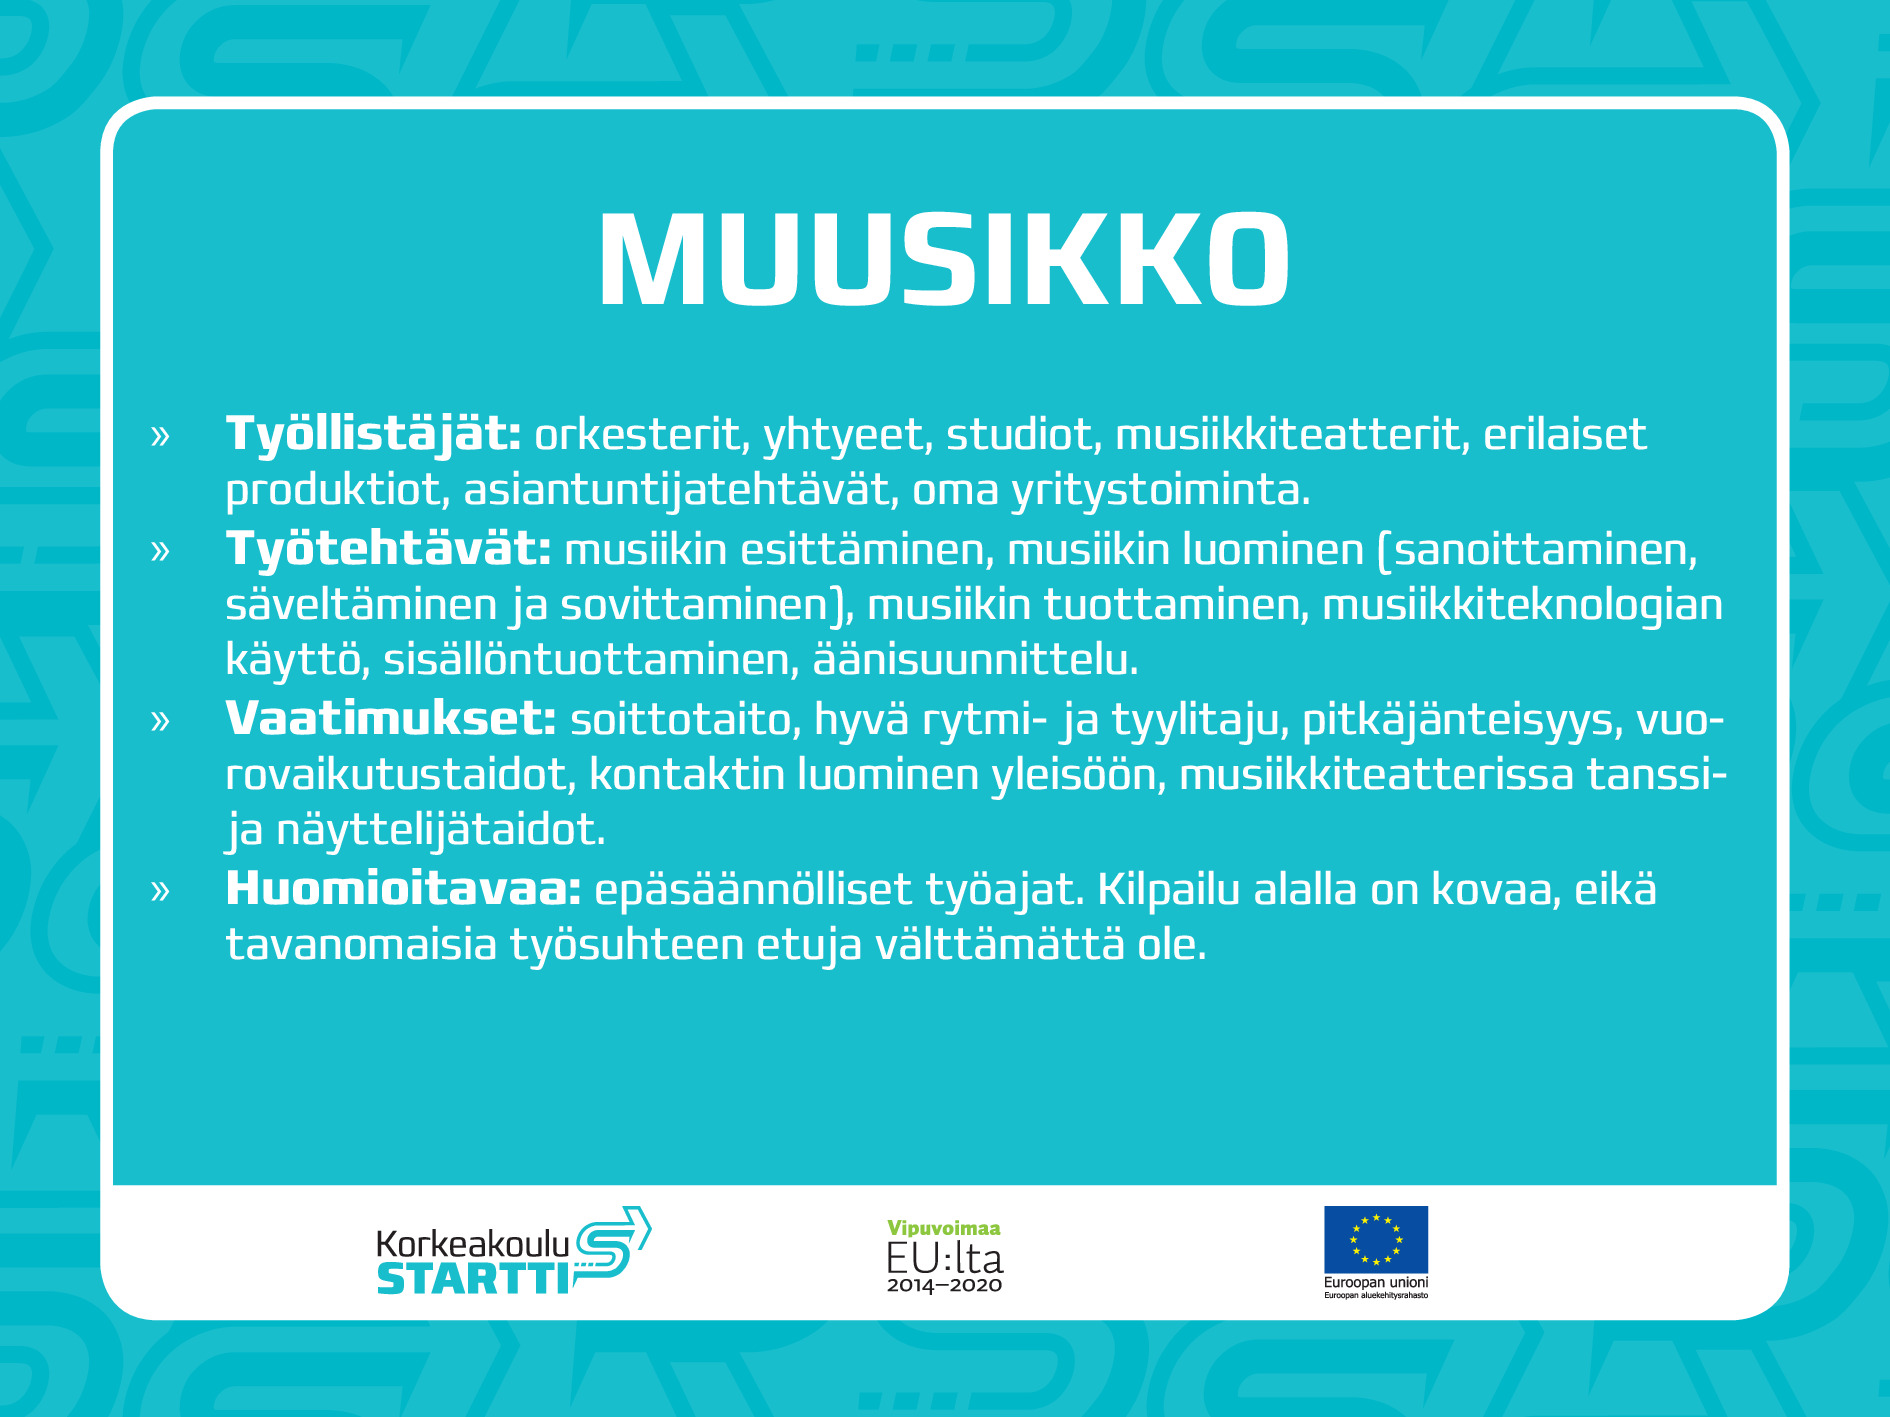 MUUSIKKO
» Työllistäjät: orkesterit, yhtyeet, studiot, musiikkiteatterit, erilaiset
produktiot, asiantuntijatehtävät, oma yritystoiminta.
» Työtehtävät: musiikin esittäminen, musiikin luominen (sanoittaminen,
säveltäminen ja sovittaminen), musiikin tuottaminen, musiikkiteknologian
käyttö, sisällöntuottaminen, äänisuunnittelu.
» Vaatimukset: soittotaito, hyvä rytmi- ja tyylitaju, pitkäjänteisyys, vuo-
rovaikutustaidot, kontaktin luominen yleisöön, musiikkiteatterissa tanssi-
ja näyttelijätaidot.
» Huomioitavaa: epäsäännölliset työajat. Kilpailu alalla on kovaa, eikä
tavanomaisia työsuhteen etuja välttämättä ole.
Korkeakoulu
STARTTI
Vipuvoimaa
EU:lta
2014–2020
Euroopan unioni
Euroopan aluekehitysrahasto